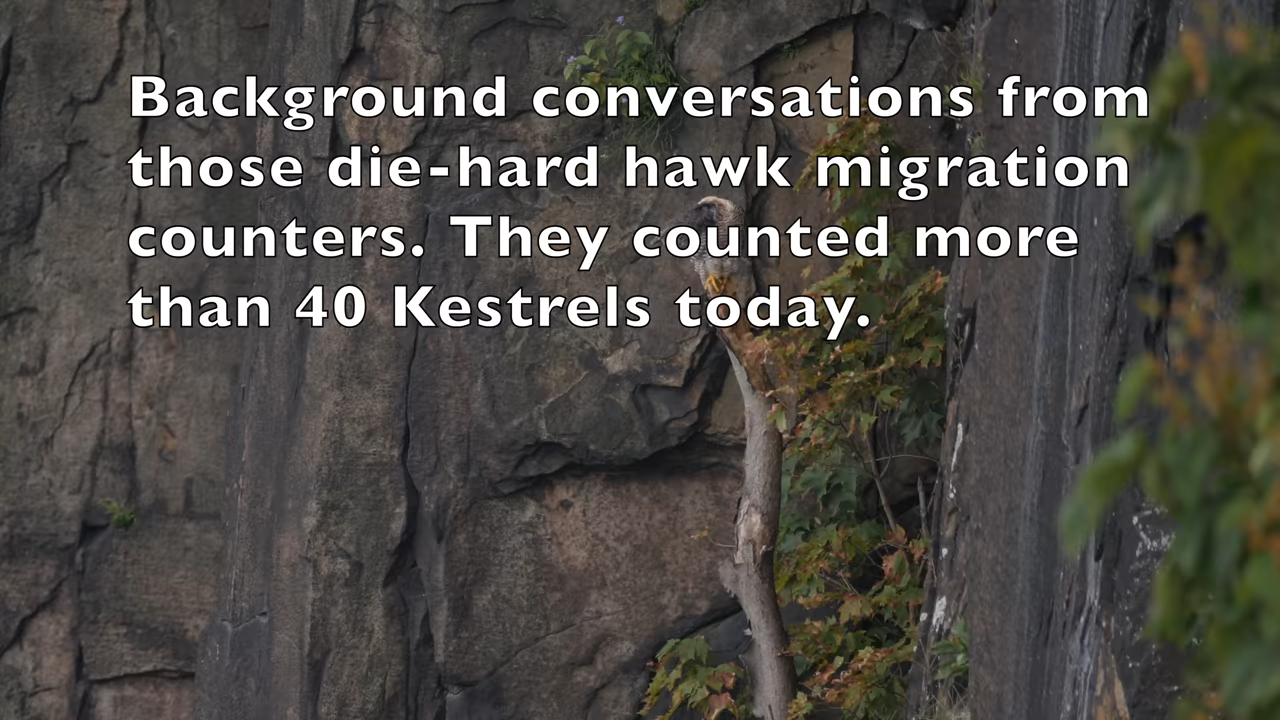 Background conversations from
those die-hard hawk migration
counters. They counted more
than 40 Kestrels today.